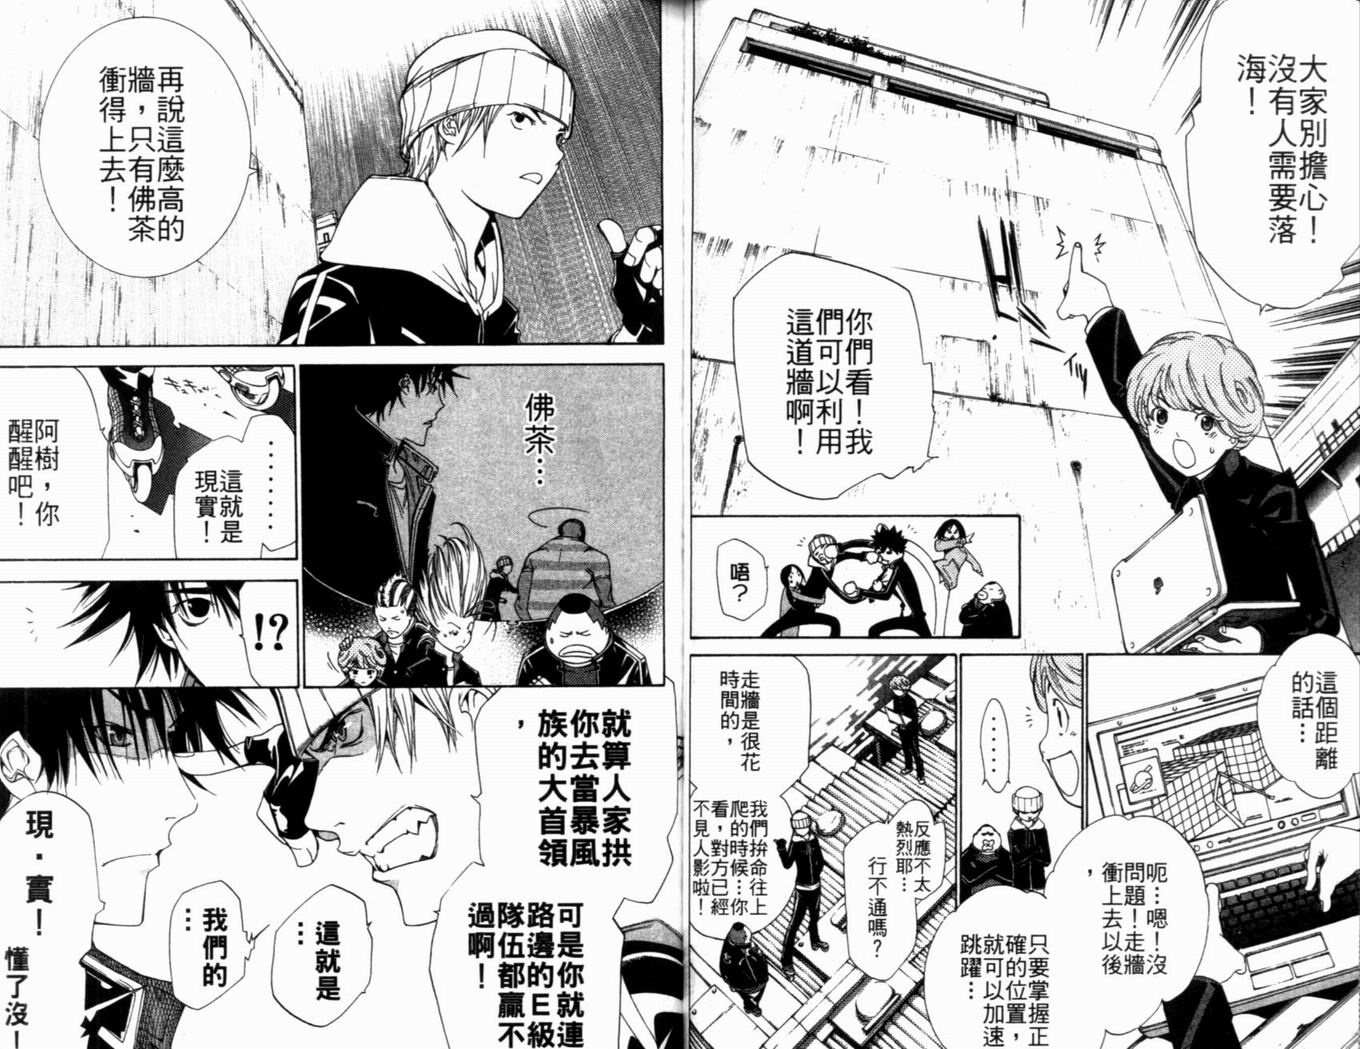 大家別擔心！
沒有人需要落
海！
你們看！我
們可以利用
這道牆啊！
唔？
這個距離
的話…
呃…嗯！沒
問題！走牆
衝上去以後
，
只要掌握正
確的位置，
就可以加速
跳躍…
……
反應不太
熱烈耶…
行不通嗎？
走牆是很花
時間的，
我們拚命往上
爬的時候…你
看，對方已經
不見人影啦！
再說這麼高的
牆，只有佛茶
衝得上去！
佛茶…
………
這就是
現實！
阿樹，你
醒醒吧！
!?
就算人家拱
你去當暴風
族的大首領
，
可是你就連
路邊的E級
隊伍都贏不
過啊！
這就是
…
我們的
…
現．實！
懂了沒！